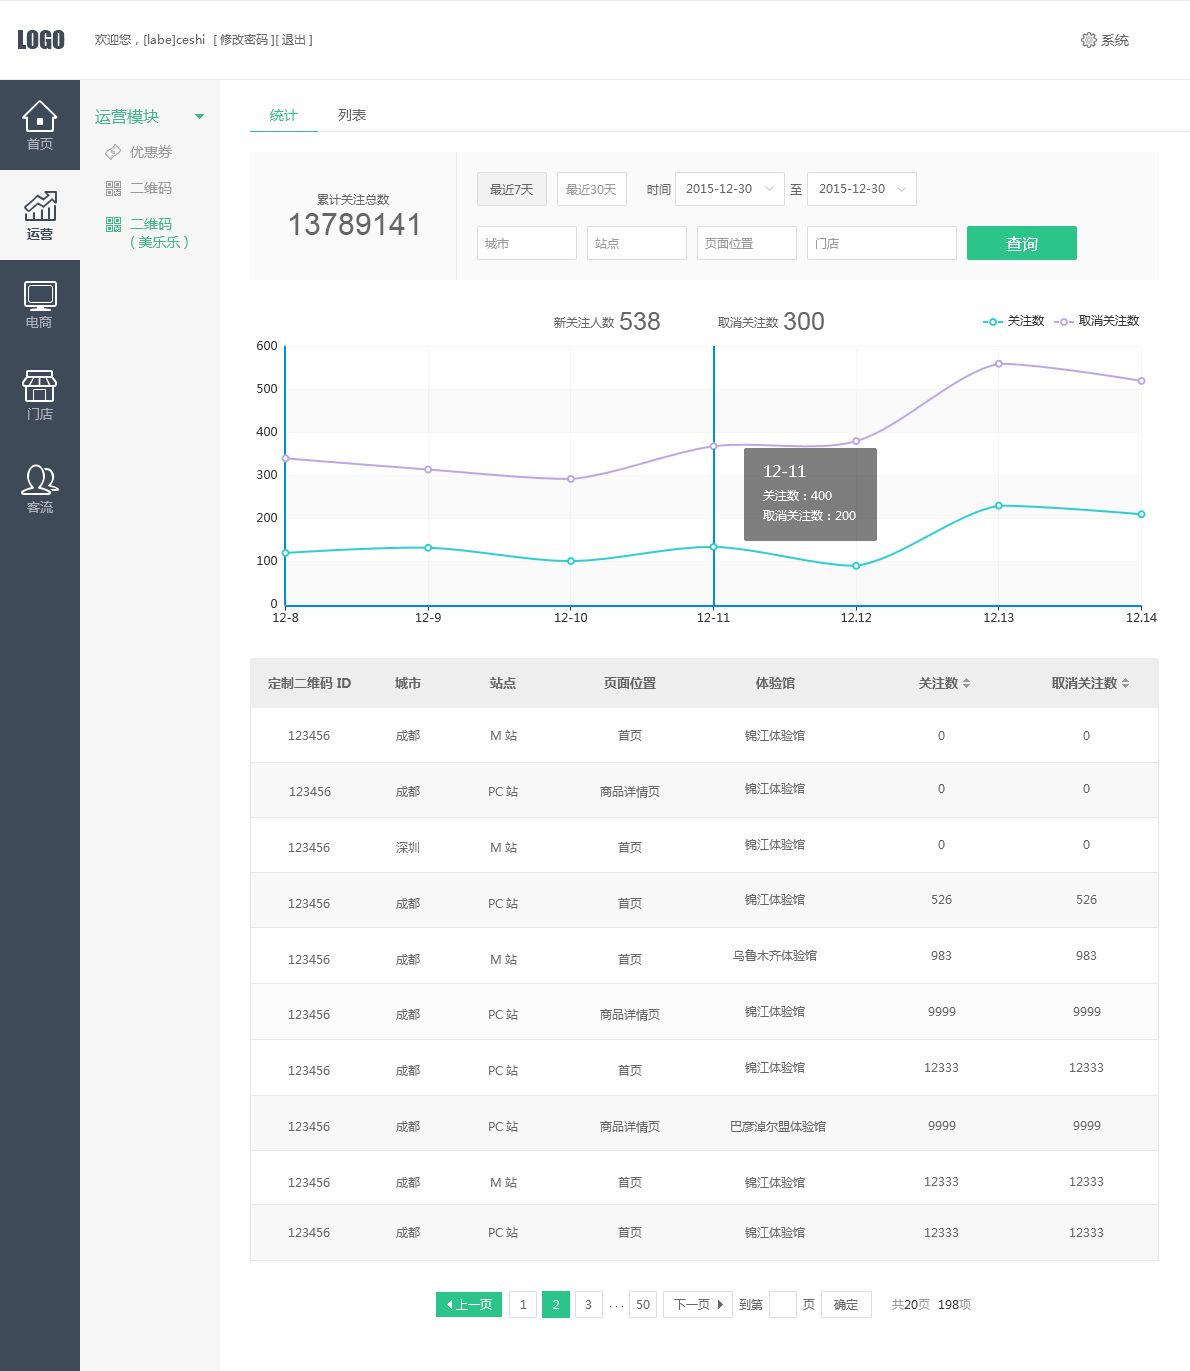 LOGO 欢迎您，[labe]ceshi [ 修改密码 ][ 退出 ] 系统
首页
运营
电商
门店
客流
运营模块
优惠券
二维码
二维码
（ 美乐乐 ）
统计 列表
累计关注总数
13789141
最近7天 最近30天 时间 2015-12-30 至 2015-12-30
城市 站点 页面位置 门店 查询
新关注人数 538 取消关注数 300 关注数 取消关注数
600
500
400
300
200
100
0
12-11
关注数：400
取消关注数：200
12-8 12-9 12-10 12-11 12.12 12.13 12.14
定制二维码 ID 城市 站点 页面位置 体验馆 关注数 取消关注数
123456 成都 M 站 首页 锦江体验馆 0 0
123456 成都 PC 站 商品详情页 锦江体验馆 0 0
123456 深圳 M 站 首页 锦江体验馆 0 0
123456 成都 PC 站 首页 锦江体验馆 526 526
123456 成都 M 站 首页 乌鲁木齐体验馆 983 983
123456 成都 PC 站 商品详情页 锦江体验馆 9999 9999
123456 成都 PC 站 首页 锦江体验馆 12333 12333
123456 成都 PC 站 商品详情页 巴彦淖尔盟体验馆 9999 9999
123456 成都 M 站 首页 锦江体验馆 12333 12333
123456 成都 PC 站 首页 锦江体验馆 12333 12333
上一页 1 2 3 ... 50 下一页 到第 页 确定 共20页 198项